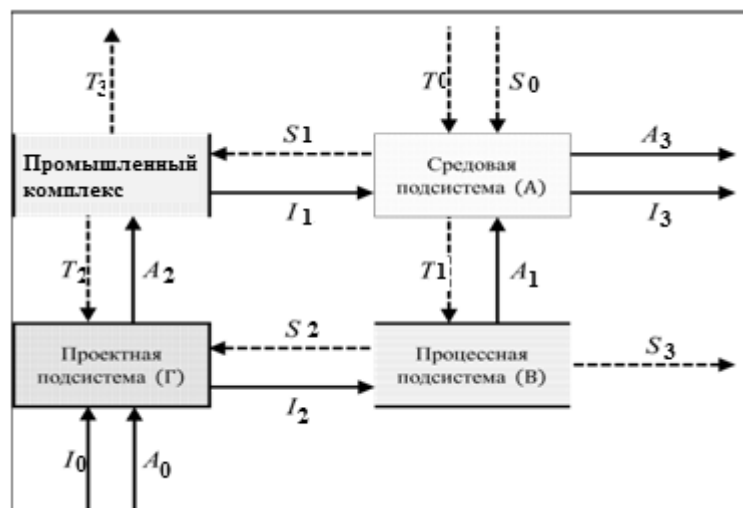 T3
T0
S0
S1
A3
Промышленный
комплекс
Средовая
подсистема (А)
I1
I3
T2
A2
T1
A1
S2
S3
Проектная
подсистема (Г)
Процессная
подсистема (В)
I2
I0
A0